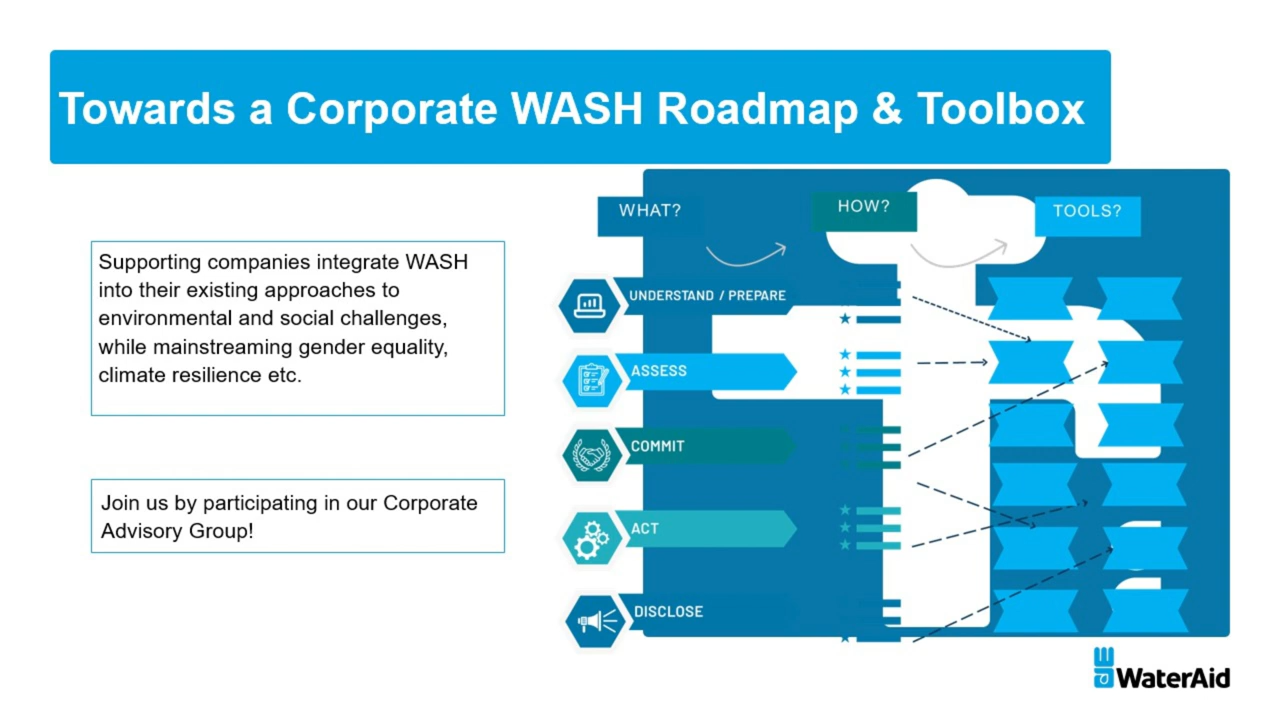 Towards a Corporate WASH Roadmap & Toolbox
Supporting companies integrate WASH
into their existing approaches to
environmental and social challenges,
while mainstreaming gender equality,
climate resilience etc.
Join us by participating in our Corporate
Advisory Group!
WHAT?
HOW?
TOOLS?
UNDERSTAND / PREPARE
ASSESS
COMMIT
ACT
DISCLOSE
WaterAid